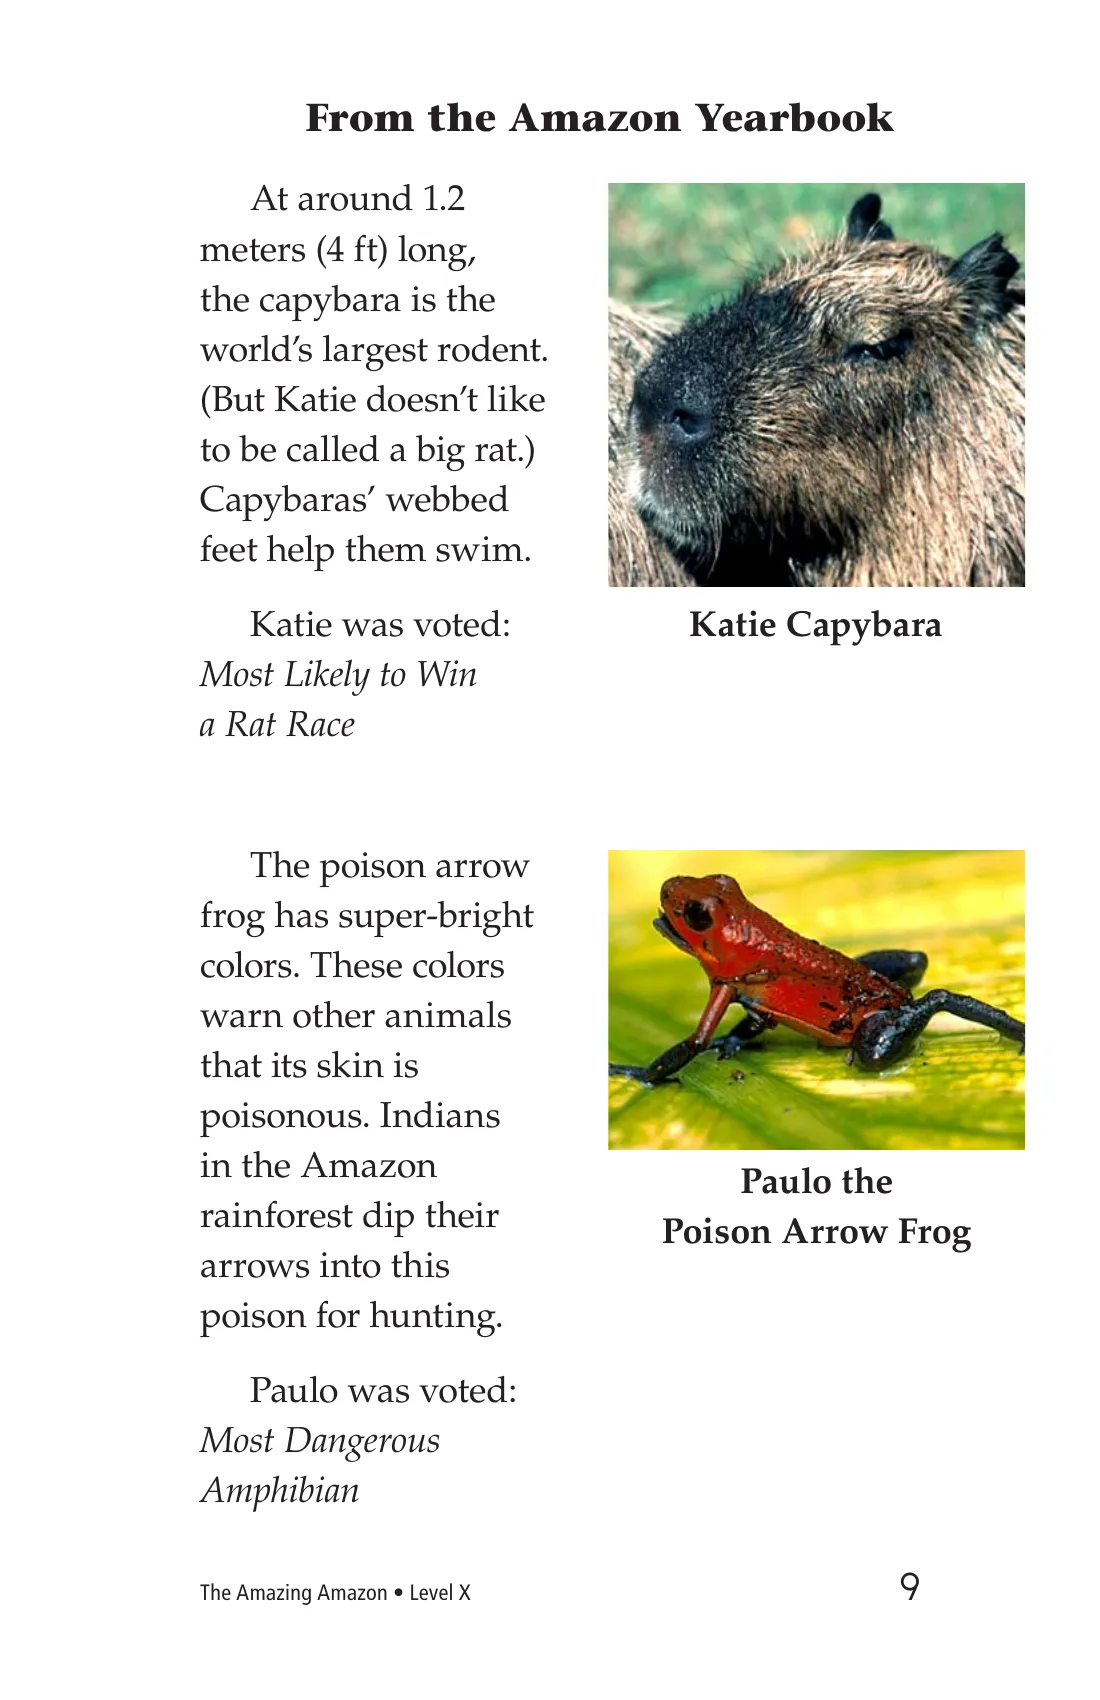 From the Amazon Yearbook
At around 1.2
meters (4 ft) long,
the capybara is the
world’s largest rodent.
(But Katie doesn’t like
to be called a big rat.)
Capybaras’ webbed
feet help them swim.
Katie was voted:
Most Likely to Win
a Rat Race
Katie Capybara
The poison arrow
frog has super-bright
colors. These colors
warn other animals
that its skin is
poisonous. Indians
in the Amazon
rainforest dip their
arrows into this
poison for hunting.
Paulo was voted:
Most Dangerous
Amphibian
Paulo the
Poison Arrow Frog
The Amazing Amazon • Level X
9